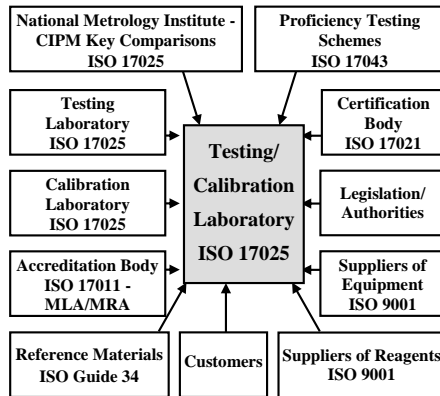 National Metrology Institute -
CIPM Key Comparisons
ISO 17025
Proficiency Testing
Schemes
ISO 17043
Testing
Laboratory
ISO 17025
Certification
Body
ISO 17021
Testing/
Calibration
Laboratory
ISO 17025
Calibration
Laboratory
ISO 17025
Legislation/
Authorities
Accreditation Body
ISO 17011 -
MLA/MRA
Suppliers of
Equipment
ISO 9001
Reference Materials
ISO Guide 34
Customers
Suppliers of Reagents
ISO 9001